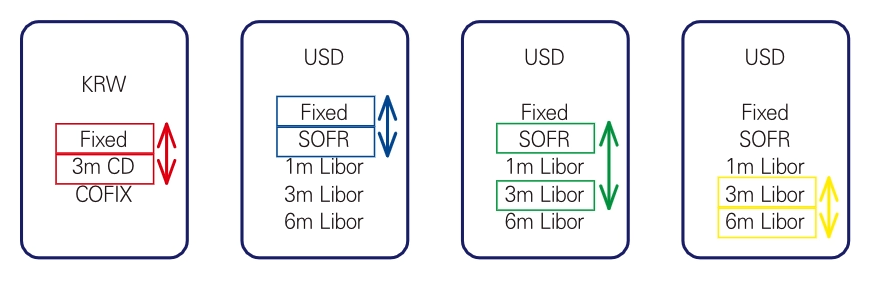 KRW
Fixed
3m CD
COFIX
USD
Fixed
SOFR
1m Libor
3m Libor
6m Libor
USD
Fixed
SOFR
1m Libor
3m Libor
6m Libor
USD
Fixed
SOFR
1m Libor
3m Libor
6m Libor